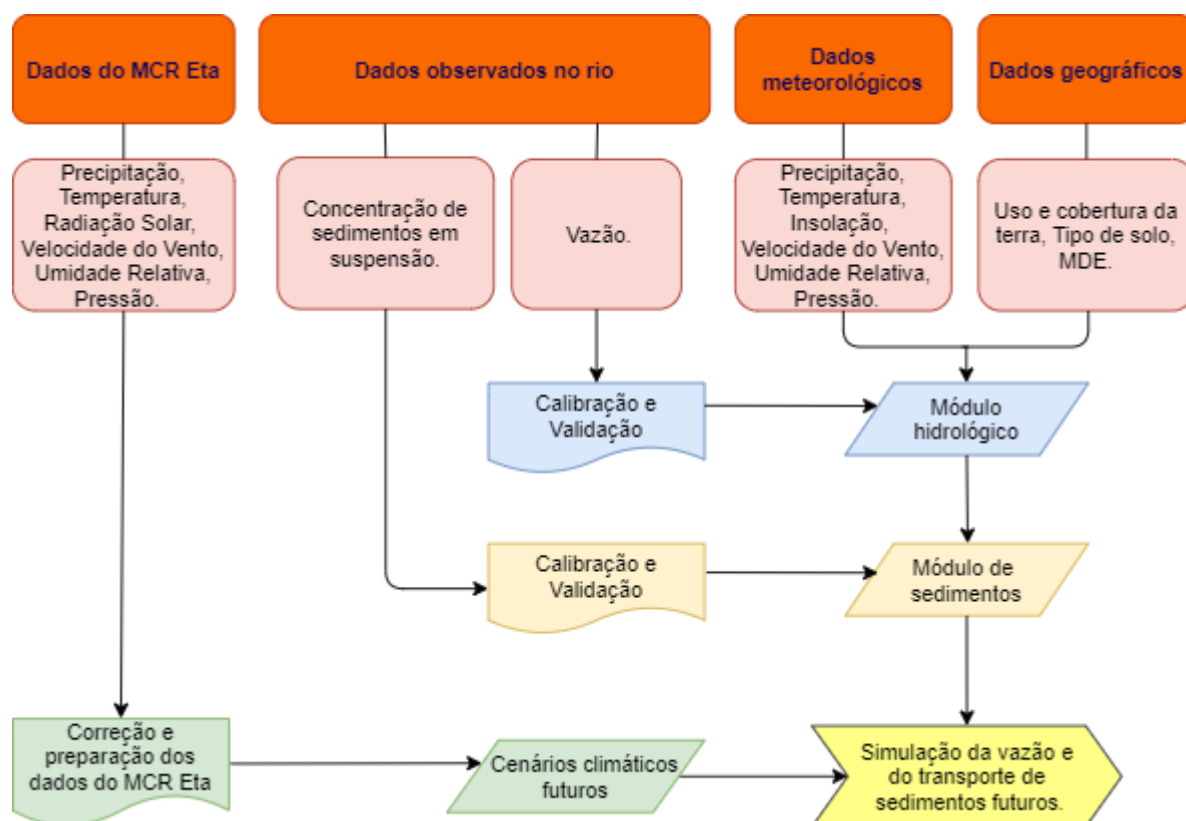 Dados do MCR Eta
Dados observados no rio
Dados
meteorológicos
Dados geográficos
Precipitação,
Temperatura,
Radiação Solar,
Velocidade do Vento,
Umidade Relativa,
Pressão.
Concentração de
sedimentos em
suspensão.
Vazão.
Precipitação,
Temperatura,
Insolação,
Velocidade do Vento,
Umidade Relativa,
Pressão.
Uso e cobertura da
terra, Tipo de solo,
MDE.
Calibração e
Validação
Módulo
hidrológico
Calibração e
Validação
Módulo de
sedimentos
Correção e
preparação dos
dados do MCR Eta
Cenários climáticos
futuros
Simulação da vazão e
do transporte de
sedimentos futuros.